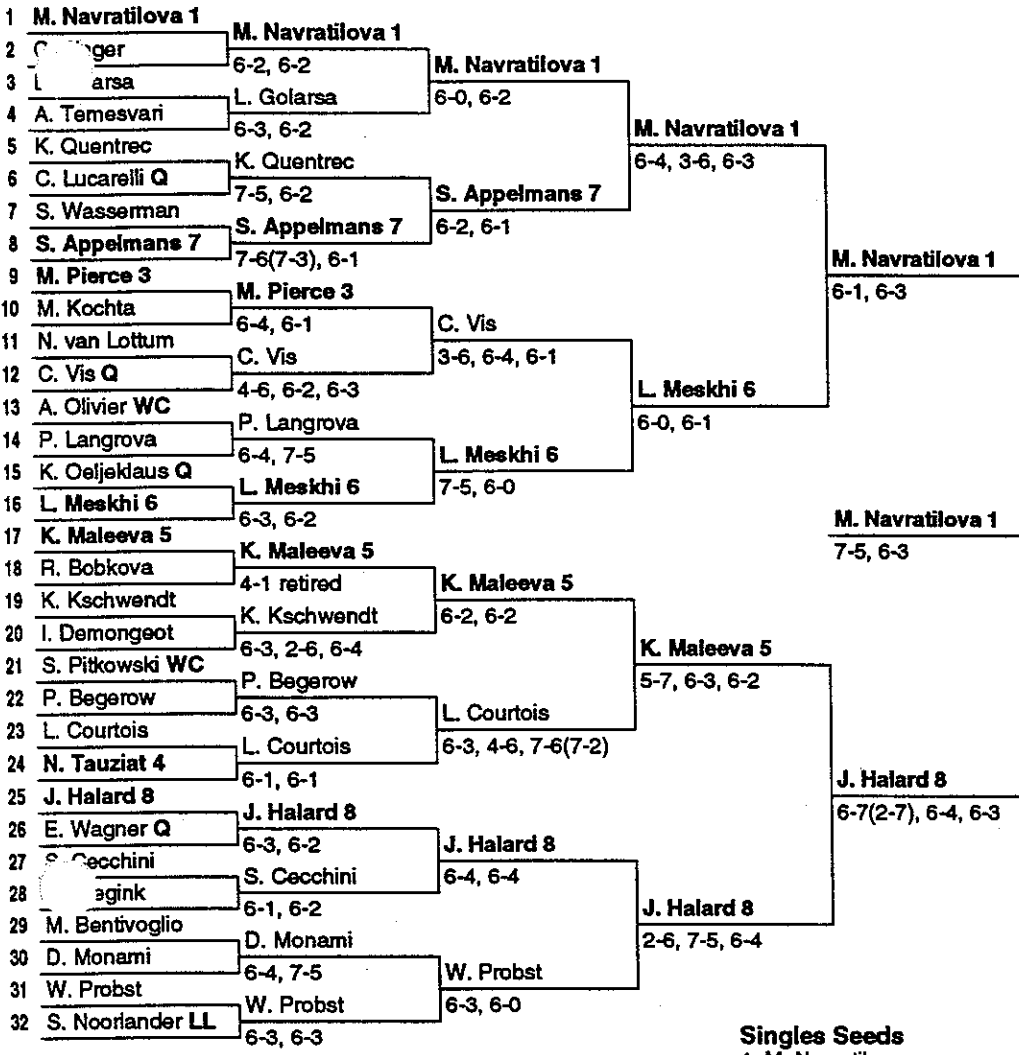 1 M. Navratilova 1
2
3
4 A. Temesvari
5 K. Quentrec
6 C. Lucarelli Q
7 S. Wasserman
8 S. Appelmans 7
9 M. Pierce 3
10 M. Kochta
11 N. van Lottum
12 C. Vis Q
13 A. Olivier WC
14 P. Langrova
15 K. Oeljeklaus Q
16 L. Meskhi 6
17 K. Maleeva 5
18 R. Bobkova
19 K. Kschwendt
20 I. Demongeot
21 S. Pitkowski WC
22 P. Begerow
23 L. Courtois
24 N. Tauziat 4
25 J. Halard 8
26 E. Wagner Q
27 S. Cecchini
28
29 M. Bentivoglio
30 D. Monami
31 W. Probst
32 S. Noorlander LL
M. Navratilova 1
6-2, 6-2
L. Golarsa
6-3, 6-2
K. Quentrec
7-5, 6-2
S. Appelmans 7
7-6(7-3), 6-1
M. Pierce 3
6-4, 6-1
C. Vis
4-6, 6-2, 6-3
P. Langrova
6-4, 7-5
L. Meskhi 6
6-3, 6-2
K. Maleeva 5
4-1 retired
K. Kschwendt
6-3, 2-6, 6-4
P. Begerow
6-3, 6-3
L. Courtois
6-1, 6-1
J. Halard 8
6-3, 6-2
S. Cecchini
6-1, 6-2
D. Monami
6-4, 7-5
W. Probst
6-3, 6-3
M. Navratilova 1
6-0, 6-2
S. Appelmans 7
6-2, 6-1
C. Vis
3-6, 6-4, 6-1
L. Meskhi 6
7-5, 6-0
K. Maleeva 5
6-2, 6-2
L. Courtois
6-3, 4-6, 7-6(7-2)
J. Halard 8
6-4, 6-4
W. Probst
6-3, 6-0
M. Navratilova 1
6-4, 3-6, 6-3
L. Meskhi 6
6-0, 6-1
K. Maleeva 5
5-7, 6-3, 6-2
J. Halard 8
2-6, 7-5, 6-4
M. Navratilova 1
6-1, 6-3
J. Halard 8
6-7(2-7), 6-4, 6-3
M. Navratilova 1
7-5, 6-3
Singles Seeds